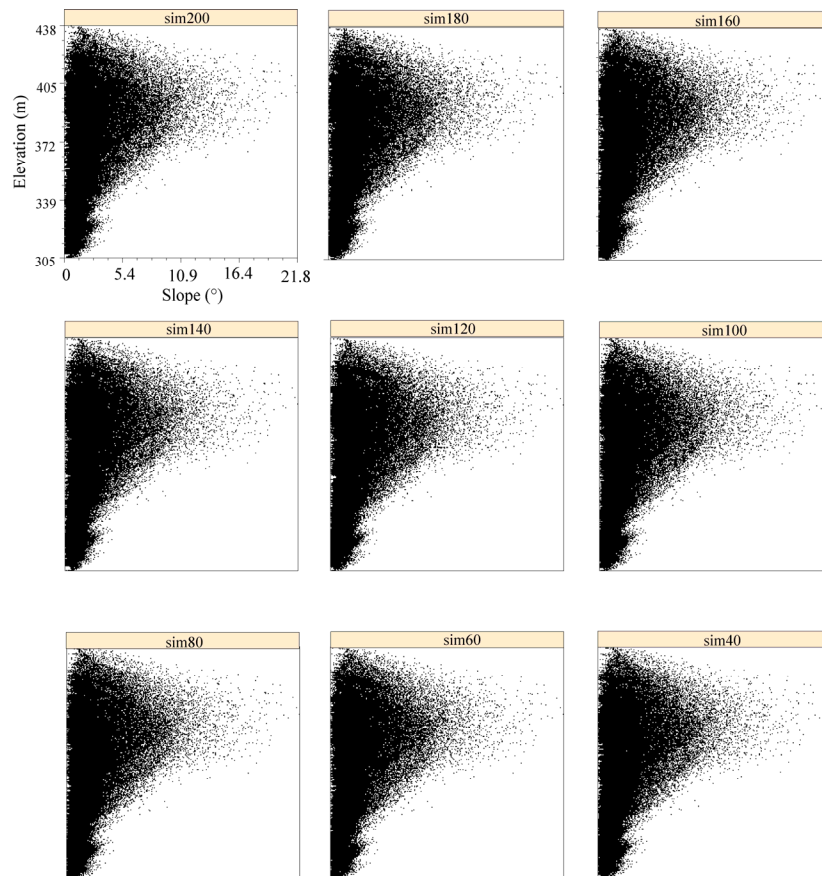 sim200
sim180
sim160
438
405
372
339
305
Elevation (m)
0 5.4 10.9 16.4 21.8
Slope (°)
sim140
sim120
sim100
sim80
sim60
sim40